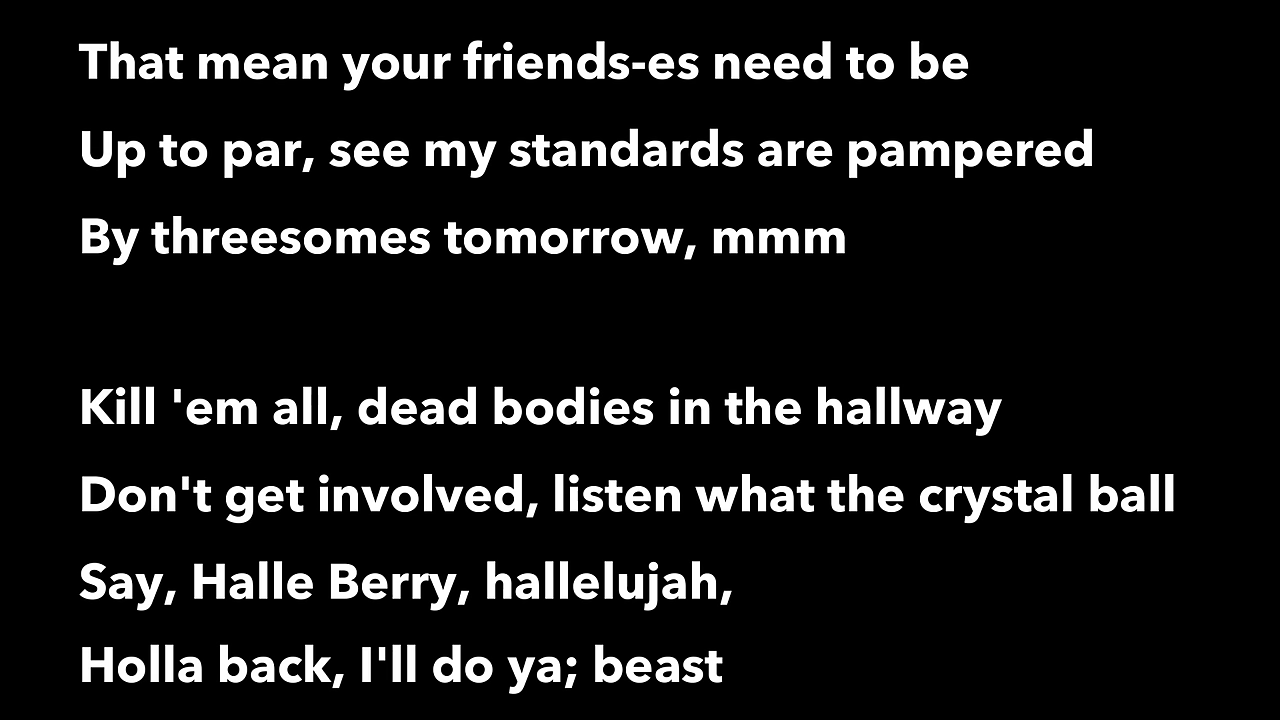 That mean your friends-es need to be
Up to par, see my standards are pampered
By threesomes tomorrow, mmm
Kill 'em all, dead bodies in the hallway
Don't get involved, listen what the crystal ball
Say, Halle Berry, hallelujah,
Holla back, I'll do ya; beast